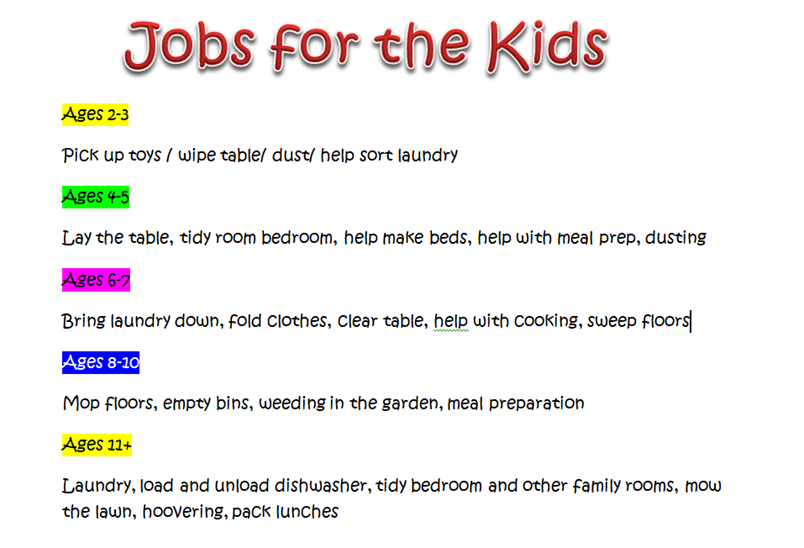 Jobs for the Kids
Ages 2-3
Pick up toys / wipe table/ dust/ help sort laundry
Ages 4-5
Lay the table, tidy room bedroom, help make beds, help with meal prep, dusting
Ages 6-7
Bring laundry down, fold clothes, clear table, help with cooking, sweep floors
Ages 8-10
Mop floors, empty bins, weeding in the garden, meal preparation
Ages 11+
Laundry, load and unload dishwasher, tidy bedroom and other family rooms, mow
the lawn, hoovering, pack lunches